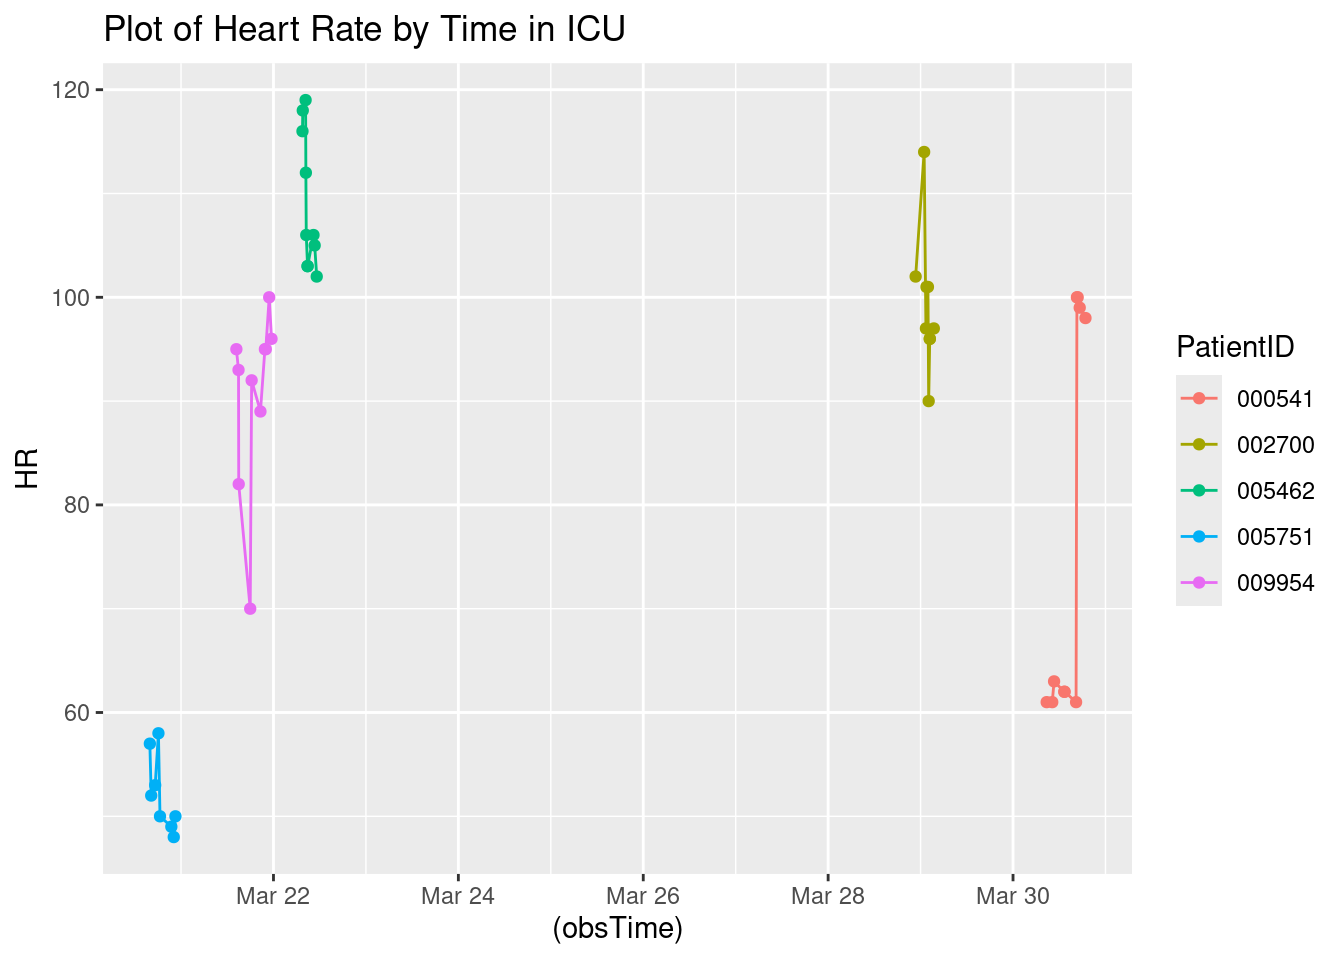 Plot of Heart Rate by Time in ICU
120
100
80
60
HR
Mar 22 Mar 24 Mar 26 Mar 28 Mar 30
(obsTime)
PatientID
000541
002700
005462
005751
009954